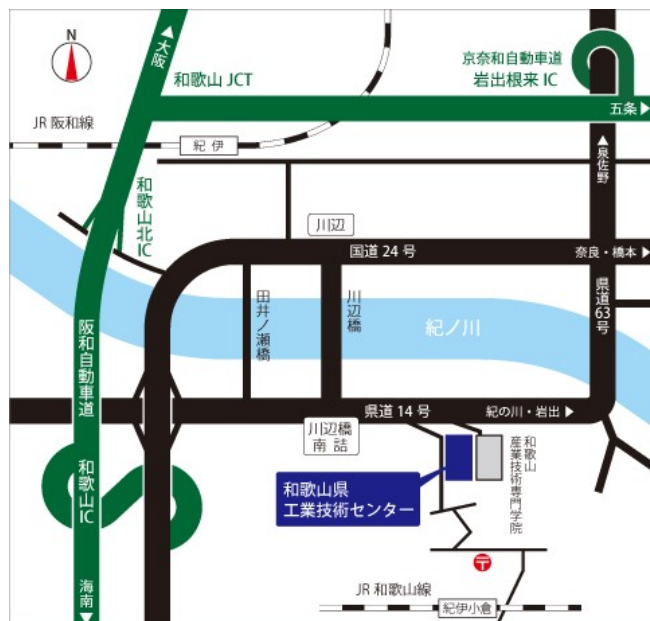 N
▲大阪
和歌山 JCT
京奈和自動車道
岩出根来 IC
五条▶
JR 阪和線
紀伊
▲泉佐野
和歌山北IC
川辺
国道 24 号
奈良・橋本▶
県道63号
田井ノ瀬橋
川辺橋
紀ノ川
阪和自動車道
県道 14 号
紀の川・岩出 ▶
川辺橋
南 詰
和歌山
産業技術専門学院
和歌山県
工業技術センター
和歌山IC
〒
海南▼
JR 和歌山線
紀伊小倉